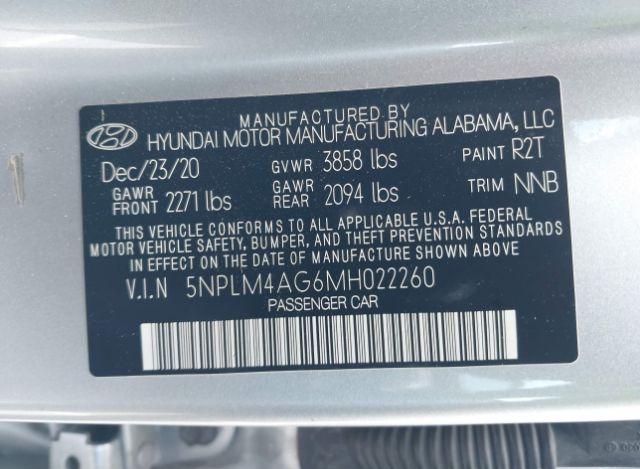 MANUFACTURED BY
HYUNDAI MOTOR MANUFACTURING ALABAMA, LLC
Dec/23/20 GVWR 3858 lbs PAINT R2T
GAWR FRONT 2271 lbs GAWR REAR 2094 lbs TRIM NNB
THIS VEHICLE CONFORMS TO ALL APPLICABLE U.S.A. FEDERAL
MOTOR VEHICLE SAFETY, BUMPER, AND THEFT PREVENTION STANDARDS
IN EFFECT ON THE DATE OF MANUFACTURE SHOWN ABOVE
V.I.N 5NPLM4AG6MH022260
PASSENGER CAR